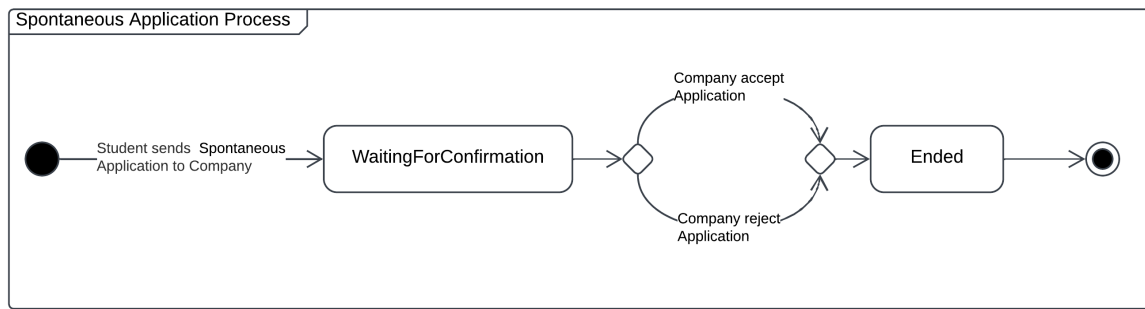 Spontaneous Application Process
Student sends Spontaneous
Application to Company
WaitingForConfirmation
Company accept
Application
Company reject
Application
Ended